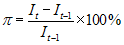 π = (I_t − I_{t−1}) / I_{t−1} × 100%